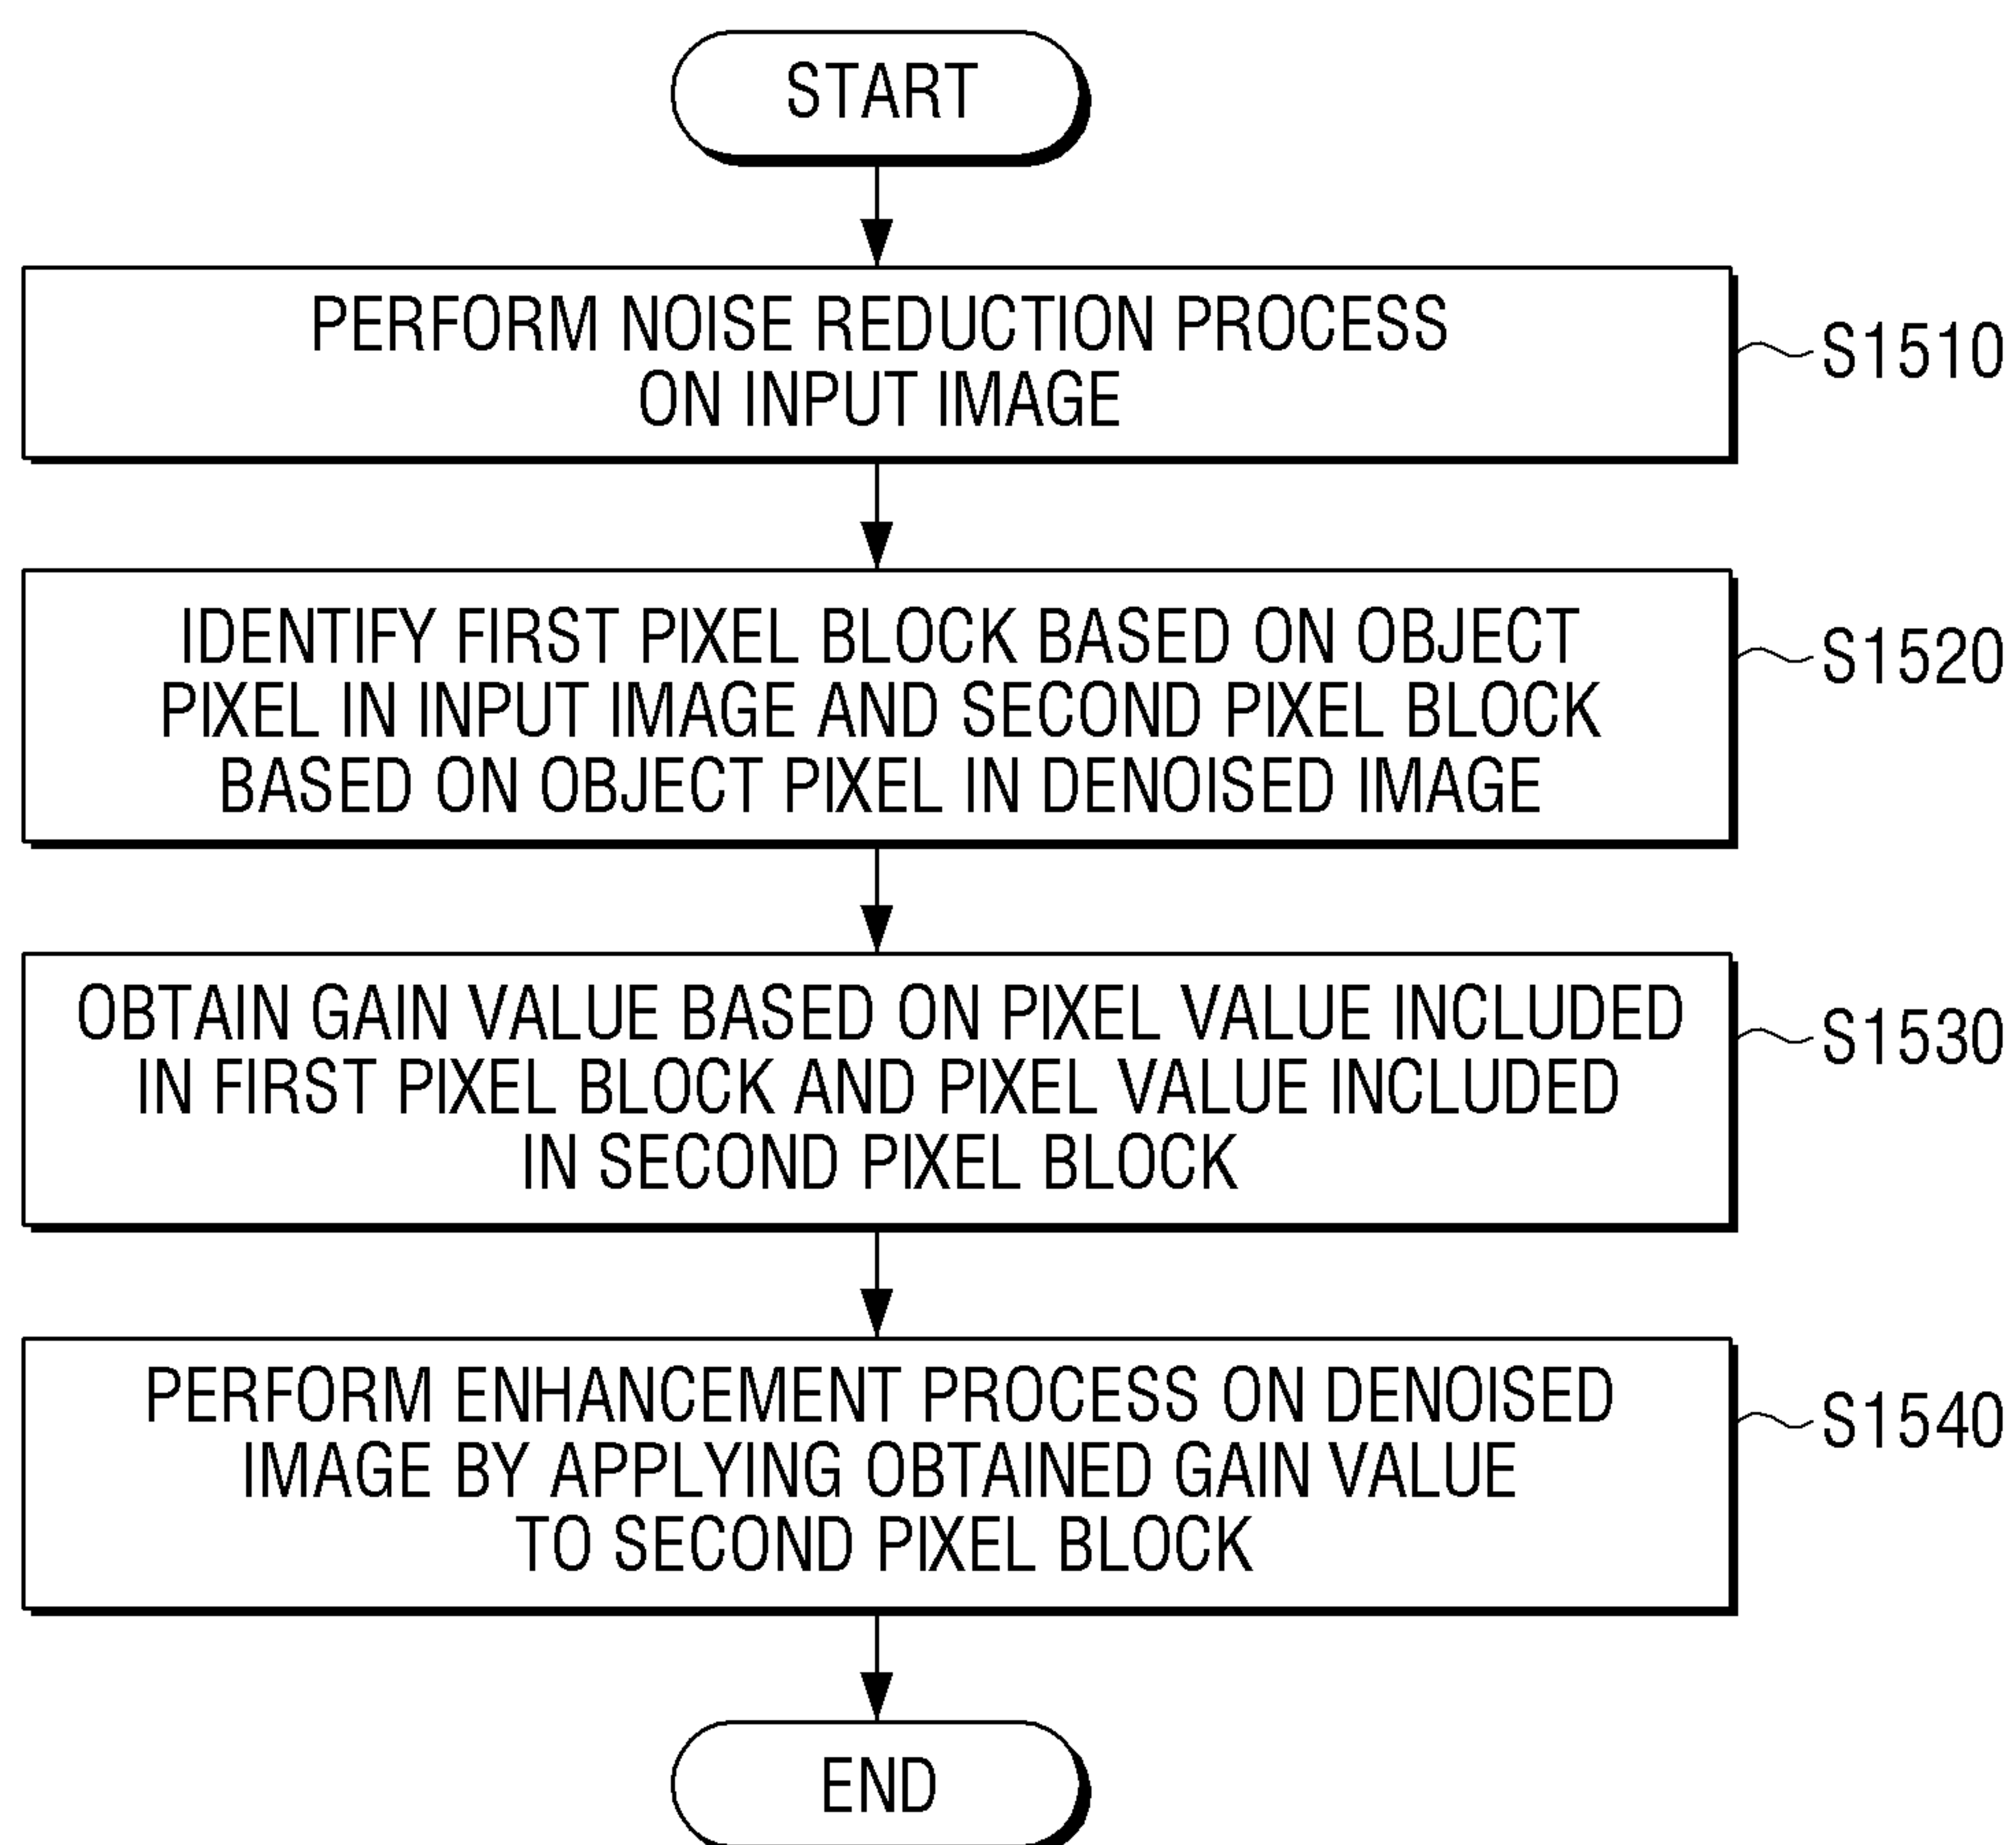 START
PERFORM NOISE REDUCTION PROCESS
ON INPUT IMAGE
S1510
IDENTIFY FIRST PIXEL BLOCK BASED ON OBJECT
PIXEL IN INPUT IMAGE AND SECOND PIXEL BLOCK
BASED ON OBJECT PIXEL IN DENOISED IMAGE
S1520
OBTAIN GAIN VALUE BASED ON PIXEL VALUE INCLUDED
IN FIRST PIXEL BLOCK AND PIXEL VALUE INCLUDED
IN SECOND PIXEL BLOCK
S1530
PERFORM ENHANCEMENT PROCESS ON DENOISED
IMAGE BY APPLYING OBTAINED GAIN VALUE
TO SECOND PIXEL BLOCK
S1540
END